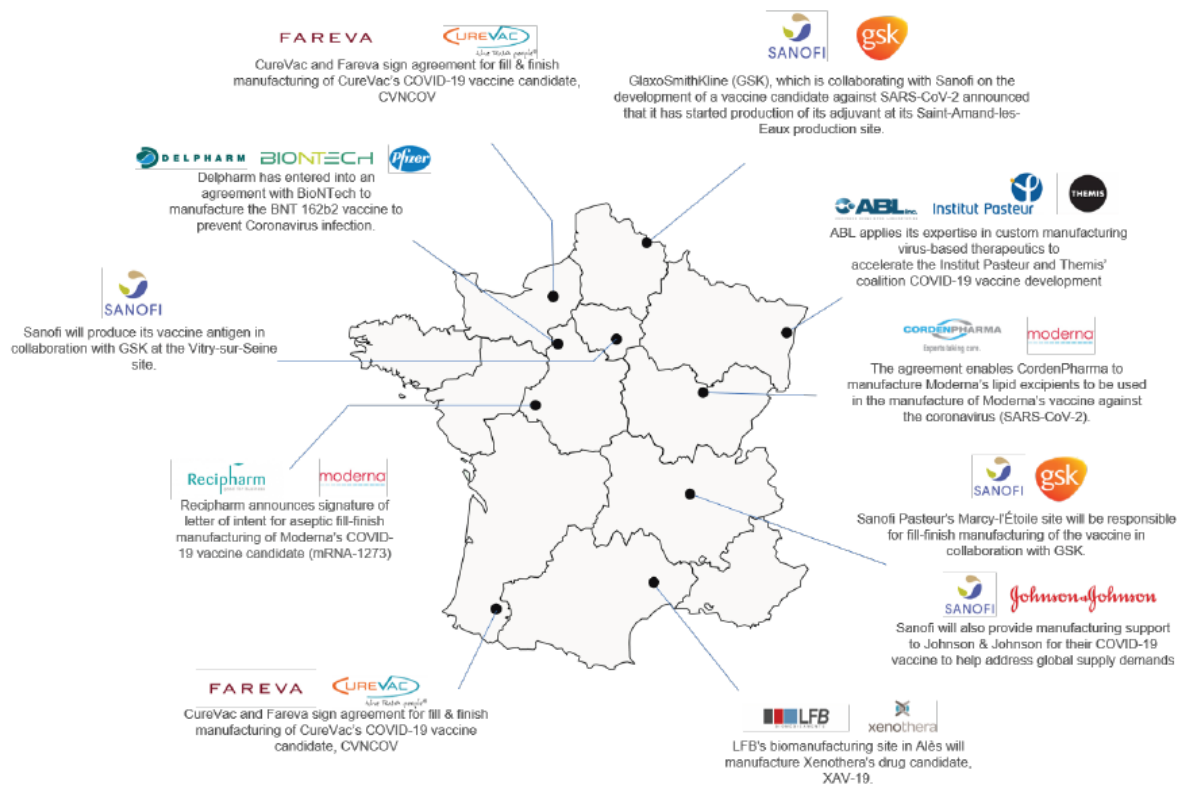 FAREVA
CUREVAC
the RNA people®
CureVac and Fareva sign agreement for fill & finish
manufacturing of CureVac's COVID-19 vaccine candidate,
CVNCOV
SANOFI
gsk
GlaxoSmithKline (GSK), which is collaborating with Sanofi on the
development of a vaccine candidate against SARS-CoV-2 announced
that it has started production of its adjuvant at its Saint-Amand-les-
Eaux production site.
DELPHARM
BIONTECH
Pfizer
Delpharm has entered into an
agreement with BioNTech to
manufacture the BNT 162b2 vaccine to
prevent Coronavirus infection.
ABL Inc.
Institut Pasteur
THEMIS
ABL applies its expertise in custom manufacturing
virus-based therapeutics to
accelerate the Institut Pasteur and Themis'
coalition COVID-19 vaccine development
SANOFI
Sanofi will produce its vaccine antigen in
collaboration with GSK at the Vitry-sur-Seine
site.
CORDENPHARMA
Experts taking care.
moderna
The agreement enables CordenPharma to
manufacture Moderna's lipid excipients to be used
in the manufacture of Moderna's vaccine against
the coronavirus (SARS-CoV-2).
Recipharm
moderna
Recipharm announces signature of
letter of intent for aseptic fill-finish
manufacturing of Moderna's COVID-
19 vaccine candidate (mRNA-1273)
SANOFI
gsk
Sanofi Pasteur's Marcy-l'Étoile site will be responsible
for fill-finish manufacturing of the vaccine in
collaboration with GSK.
SANOFI
Johnson&Johnson
Sanofi will also provide manufacturing support
to Johnson & Johnson for their COVID-19
vaccine to help address global supply demands
FAREVA
CUREVAC
the RNA people®
CureVac and Fareva sign agreement for fill & finish
manufacturing of CureVac's COVID-19 vaccine
candidate, CVNCOV
LFB
xenothera
LFB's biomanufacturing site in Alès will
manufacture Xenothera's drug candidate,
XAV-19.